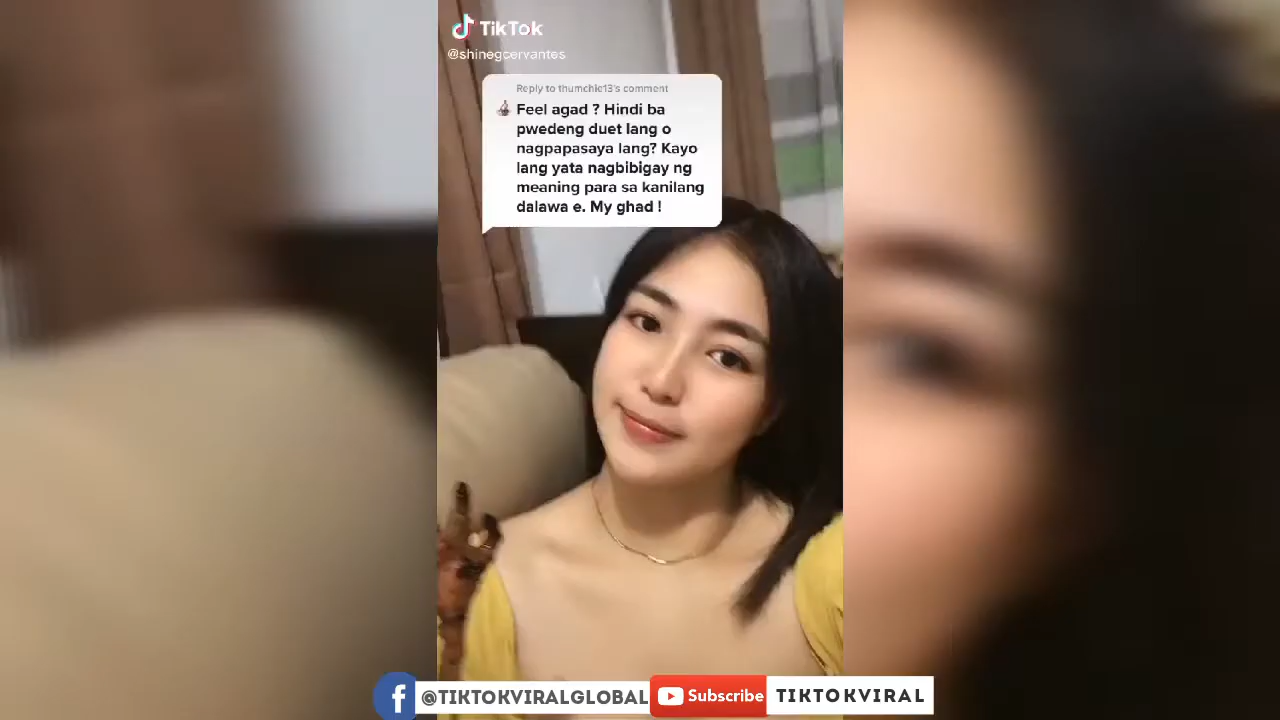 TikTok
@shinegcervantes
Reply to thumchie13's comment
Feel agad ? Hindi ba
pwedeng duet lang o
nagpapasaya lang? Kayo
lang yata nagbibigay ng
meaning para sa kanilang
dalawa e. My ghad !
@TIKTOKVIRALGLOBAL
Subscribe
TIKTOKVIRAL